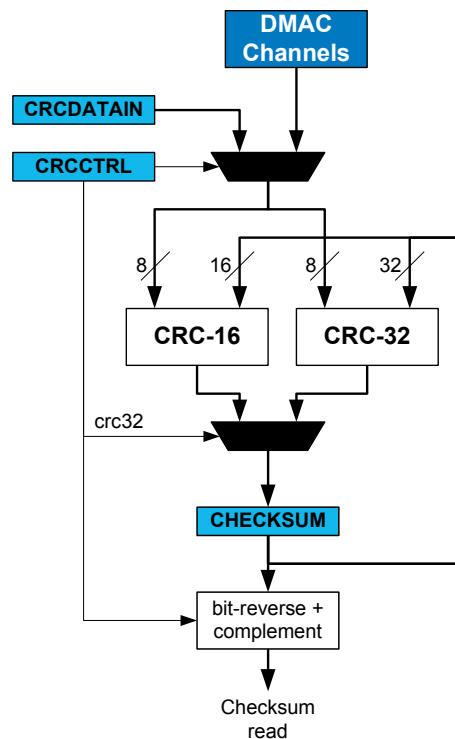 DMAC
Channels
CRCDATAIN
CRCCTRL
8
16
8
32
CRC-16
CRC-32
crc32
CHECKSUM
bit-reverse +
complement
Checksum
read